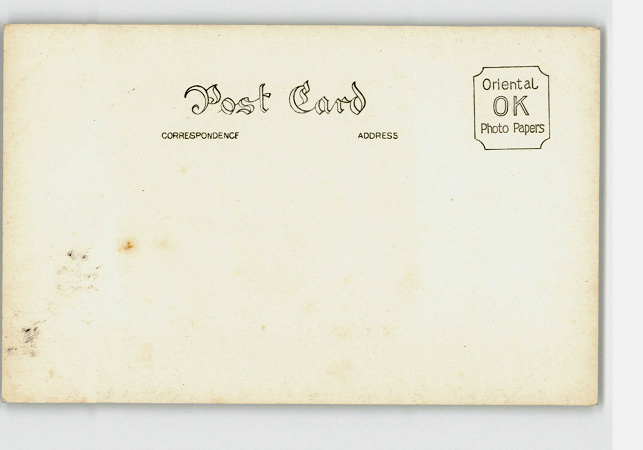 Post Card
CORRESPONDENCE
ADDRESS
Oriental
OK
Photo Papers